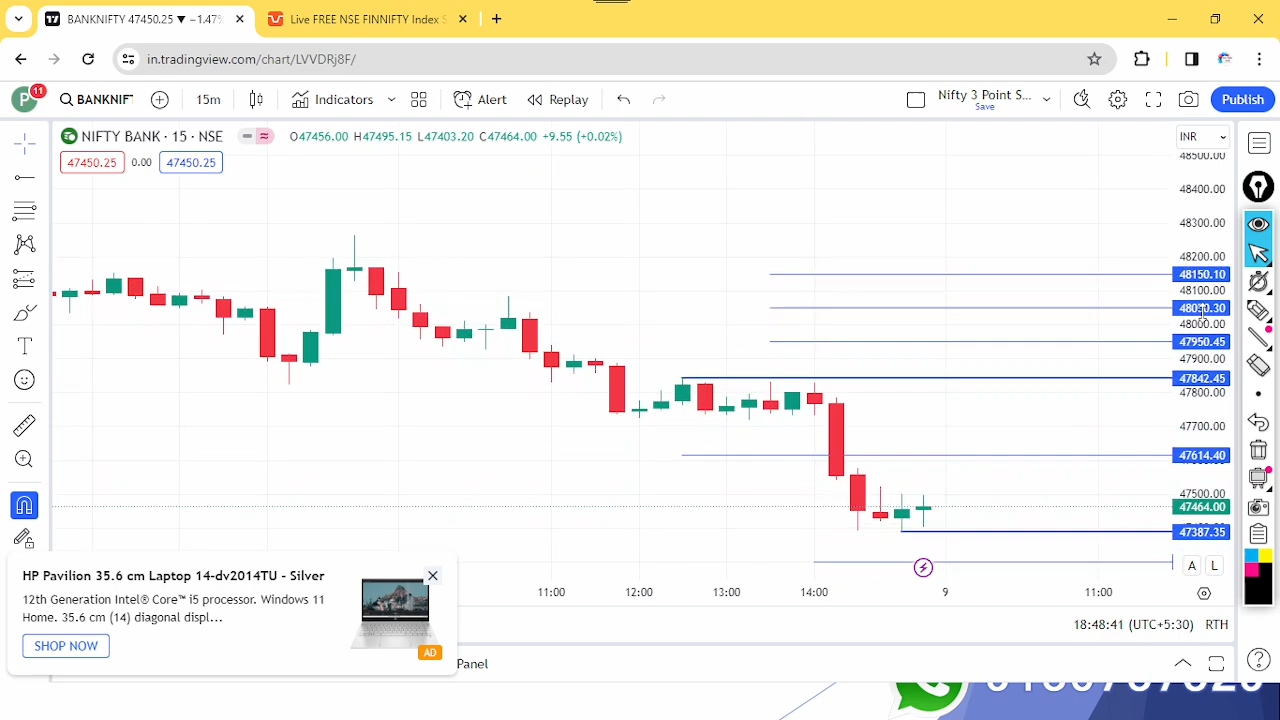 BANKNIFTY 47450.25 ▼ −1.47%
Live FREE NSE FINNIFTY Index S
in.tradingview.com/chart/LVVDRj8F/
P 11 BANKNIFT 15m Indicators Alert Replay Nifty 3 Point S... Save Publish
NIFTY BANK · 15 · NSE O47456.00 H47495.15 L47403.20 C47464.00 +9.55 (+0.02%) INR
47450.25 0.00 47450.25
48500.00
48400.00
48300.00
48200.00
48150.10
48100.00
48000.00
47950.45
47900.00
47842.45
47800.00
47700.00
47614.40
47500.00
47464.00
47387.35
A L
HP Pavilion 35.6 cm Laptop 14-dv2014TU - Silver
12th Generation Intel® Core™ i5 processor. Windows 11
Home. 35.6 cm (14) diagonal displ...
SHOP NOW
AD
11:00 12:00 13:00 14:00 9 11:00
18:48:41 (UTC+5:30) RTH
Panel